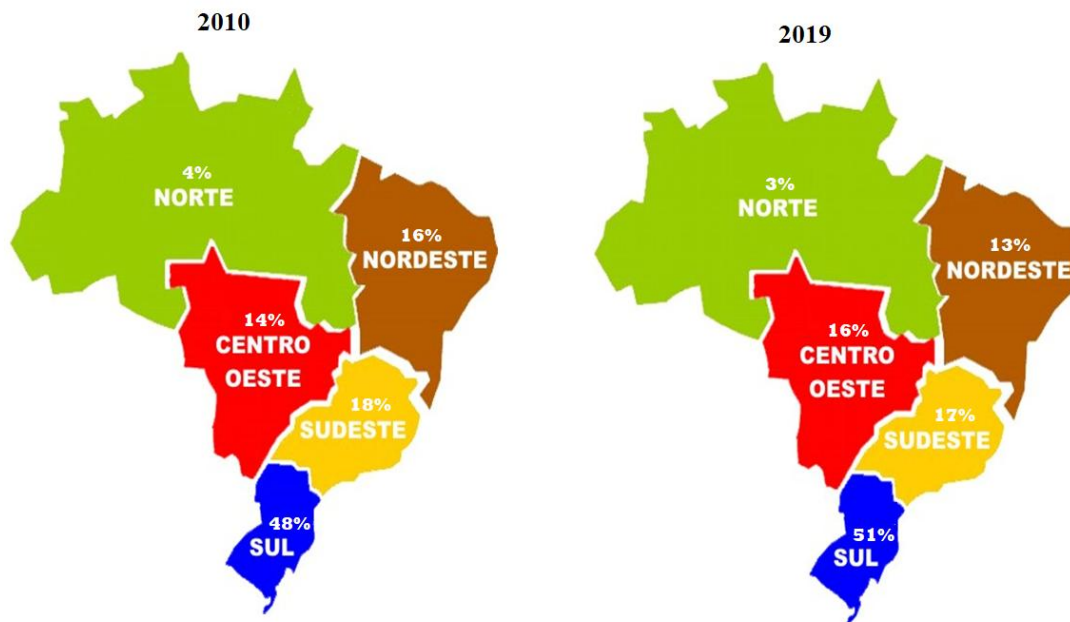 2010
4%
NORTE
16%
NORDESTE
14%
CENTRO
OESTE
18%
SUDESTE
48%
SUL
2019
3%
NORTE
13%
NORDESTE
16%
CENTRO
OESTE
17%
SUDESTE
51%
SUL